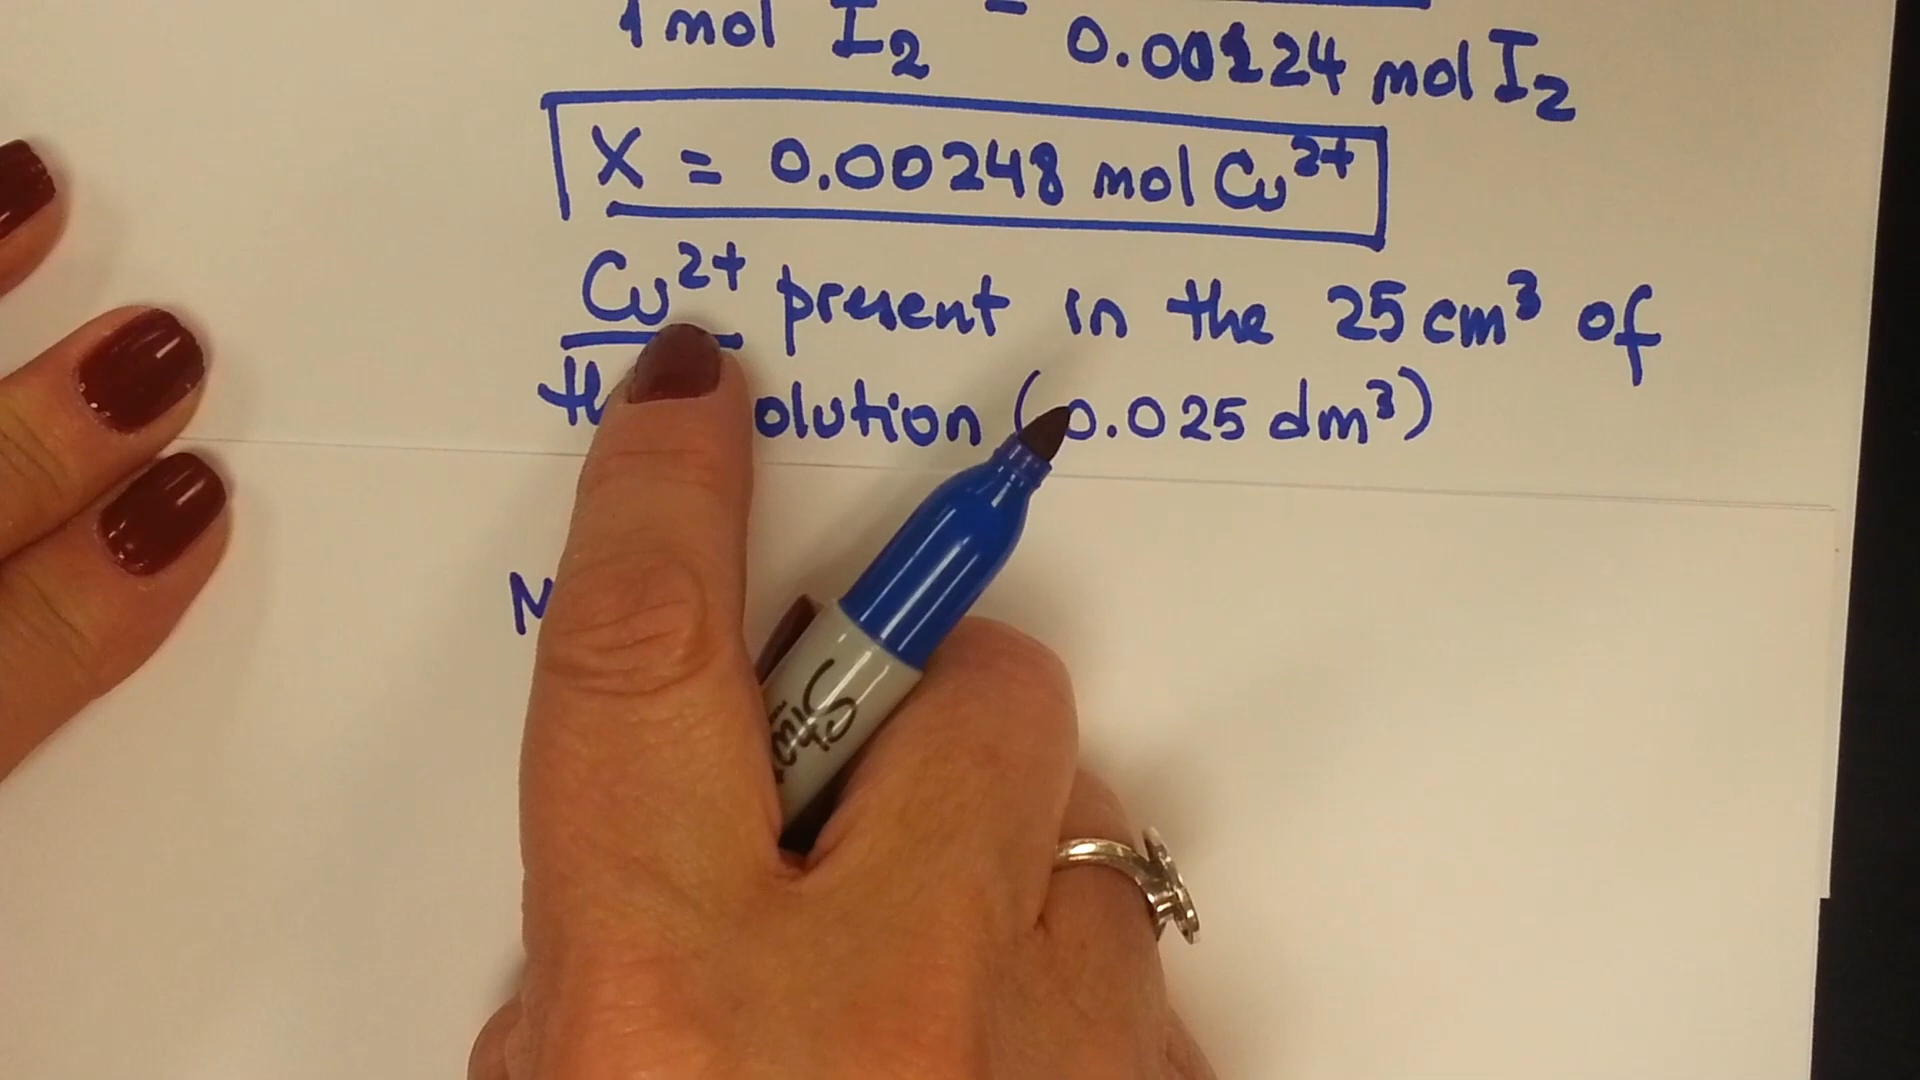 1 mol I2 = 0.00124 mol I2
X = 0.00248 mol Cu2+
Cu2+ present in the 25 cm3 of
olution (0.025 dm3)